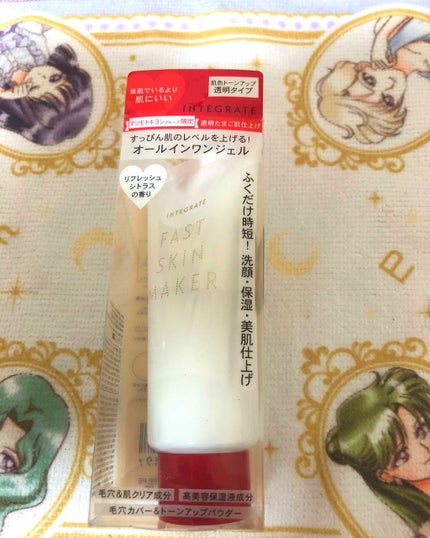 素肌でいるより
肌にいい
肌色トーンアップ
透明タイプ
INTEGRATE
マツモトキヨシグループ限定
透明たまご肌仕上げ
すっぴん肌のレベルを上げる!
オールインワンジェル
リフレッシュ
シトラス
の香り
ふくだけ時短!洗顔・保湿・美肌仕上げ
INTEGRATE
FAST
SKIN
MAKER
毛穴&肌クリア成分
高美容保湿液成分
毛穴カバー&トーンアップパウダー